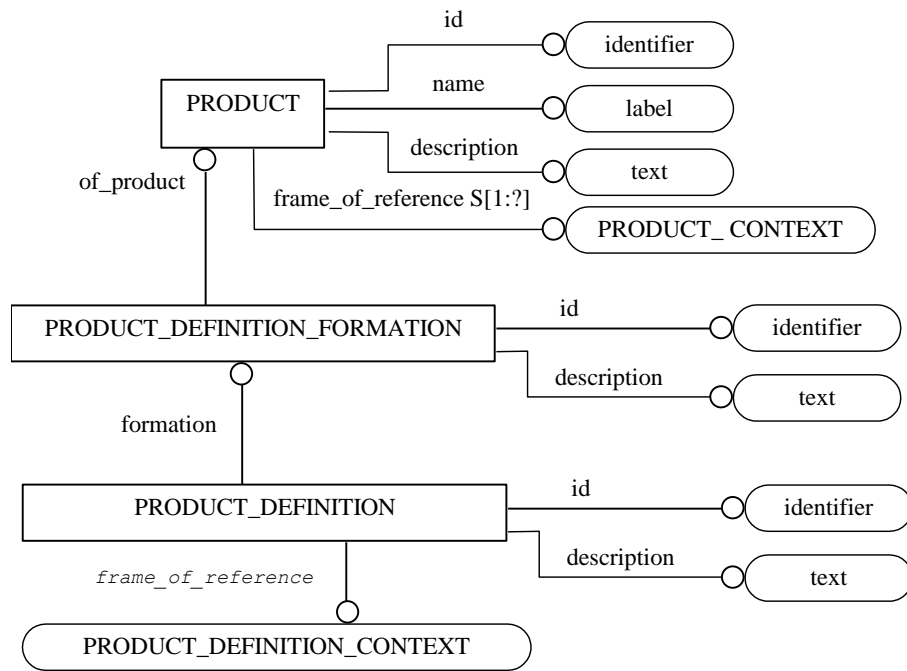 id
identifier
name
PRODUCT
label
description
of_product
text
frame_of_reference S[1:?]
PRODUCT_ CONTEXT
id
PRODUCT_DEFINITION_FORMATION
identifier
description
text
formation
id
PRODUCT_DEFINITION
identifier
description
frame_of_reference
text
PRODUCT_DEFINITION_CONTEXT